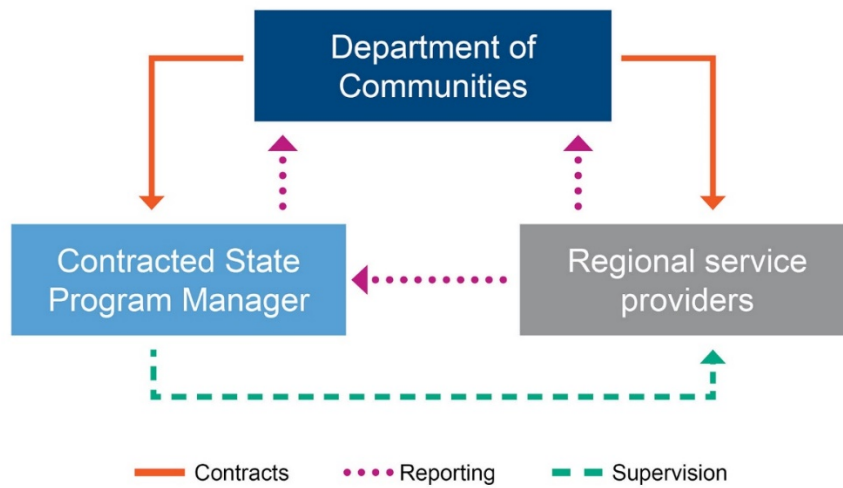 Department of
Communities
Contracted State
Program Manager
Regional service
providers
Contracts
Reporting
Supervision